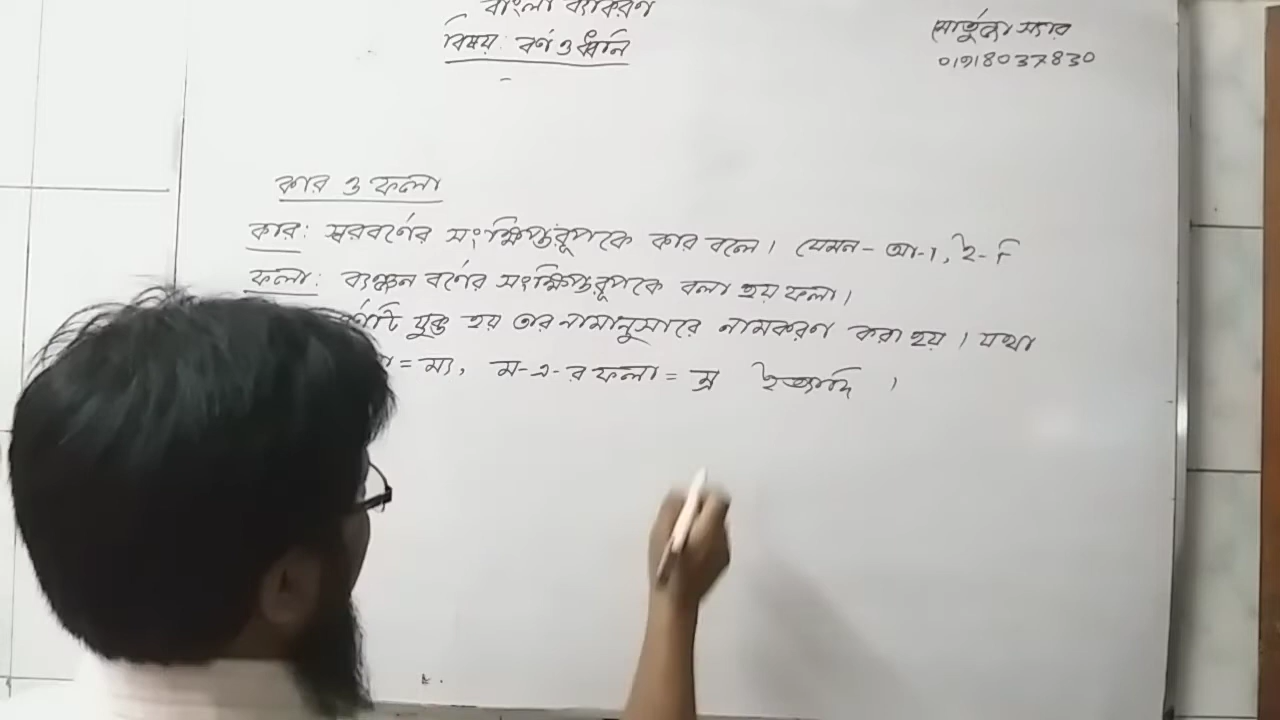 বাংলা ব্যাকরণ
বিষয়: বর্ণ ও ধ্বনি
স্যার
০১৭১৪০৩৭৪৩০
কার ও ফলা
কার: স্বরবর্ণের সংক্ষিপ্তরূপকে কার বলে। যেমন- আ-া, ই-ি
ফলা: ব্যঞ্জন বর্ণের সংক্ষিপ্তরূপকে বলা হয় ফলা।
যুক্ত হয় তার নামানুসারে নামকরণ করা হয়। যথা
= ম্য, ম-এ-র ফলা = ম্র ইত্যাদি।